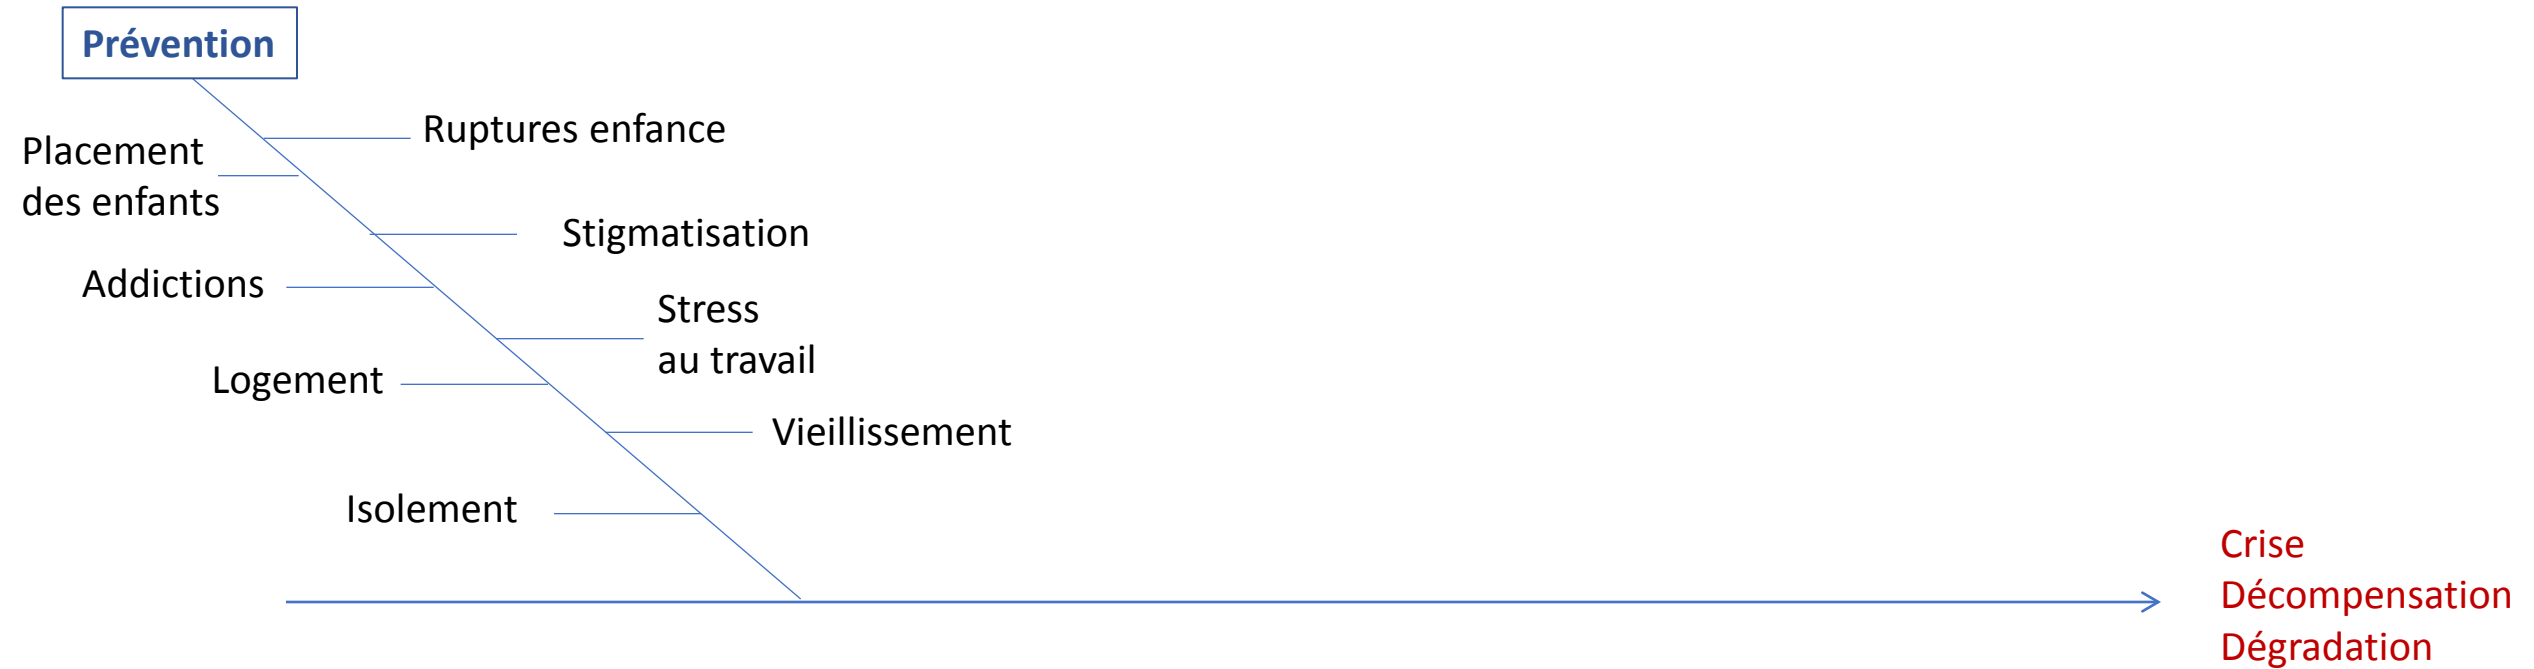 Prévention
Ruptures enfance
Placement
des enfants
Stigmatisation
Addictions
Stress
au travail
Logement
Vieillissement
Isolement
Crise
Décompensation
Dégradation